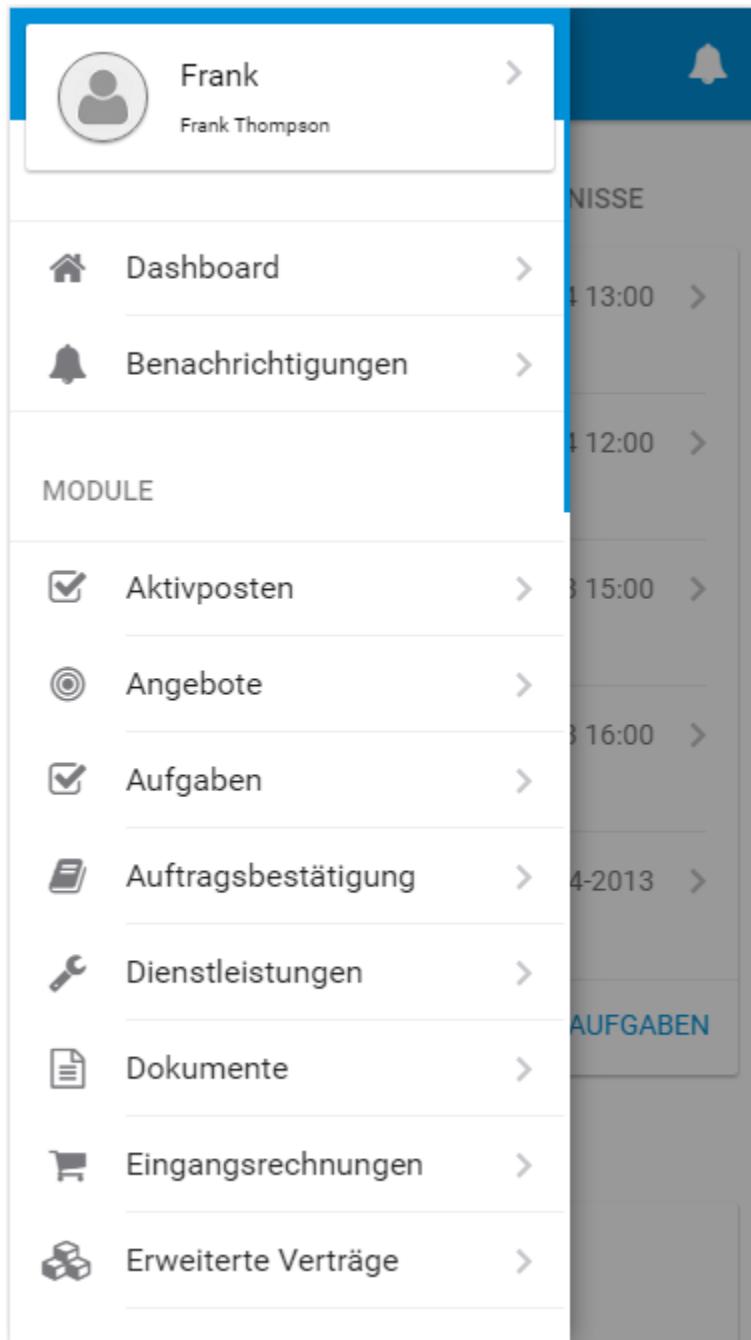 Frank
Frank Thompson
NISSE
Dashboard
13:00
Benachrichtigungen
12:00
MODULE
Aktivposten
15:00
Angebote
16:00
Aufgaben
Auftragsbestätigung
4-2013
Dienstleistungen
AUFGABEN
Dokumente
Eingangsrechnungen
Erweiterte Verträge